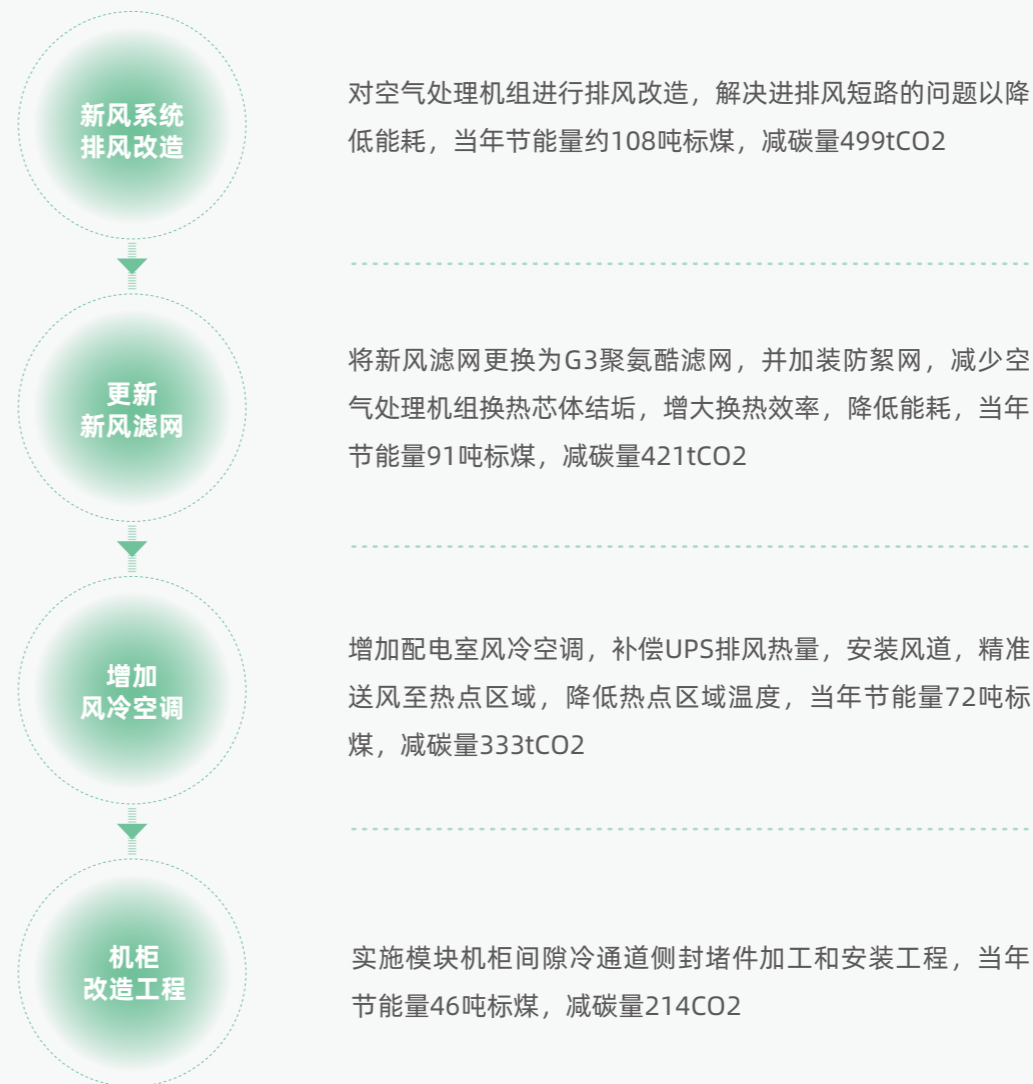 新风系统
排风改造
对空气处理机组进行排风改造，解决进排风短路的问题以降
低能耗，当年节能量约108吨标煤，减碳量499tCO2
更新
新风滤网
将新风滤网更换为G3聚氨酯滤网，并加装防絮网，减少空
气处理机组换热芯体结垢，增大换热效率，降低能耗，当年
节能量91吨标煤，减碳量421tCO2
增加
风冷空调
增加配电室风冷空调，补偿UPS排风热量，安装风道，精准
送风至热点区域，降低热点区域温度，当年节能量72吨标
煤，减碳量333tCO2
机柜
改造工程
实施模块机柜间隙冷通道侧封堵件加工和安装工程，当年
节能量46吨标煤，减碳量214CO2